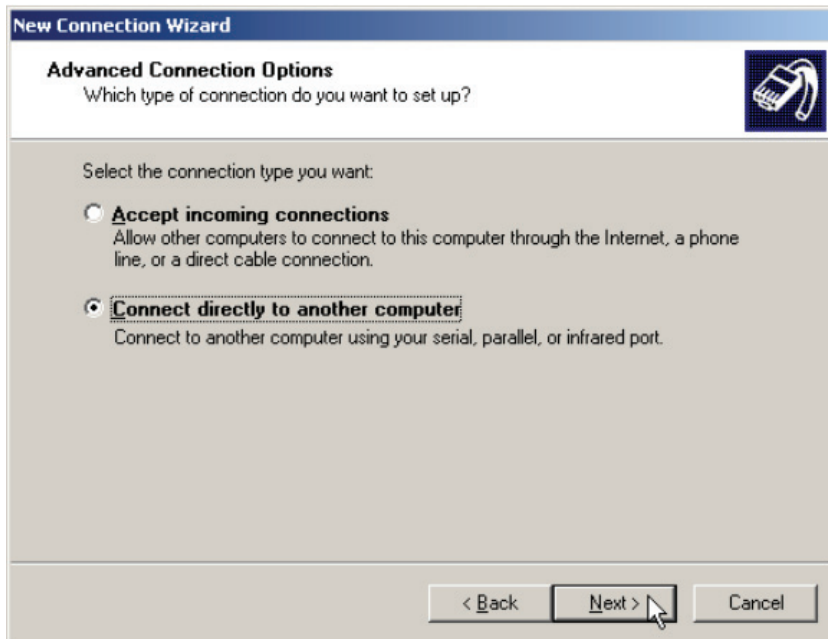 New Connection Wizard
Advanced Connection Options
Which type of connection do you want to set up?
Select the connection type you want:
Accept incoming connections
Allow other computers to connect to this computer through the Internet, a phone
line, or a direct cable connection.
Connect directly to another computer
Connect to another computer using your serial, parallel, or infrared port.
< Back Next > Cancel